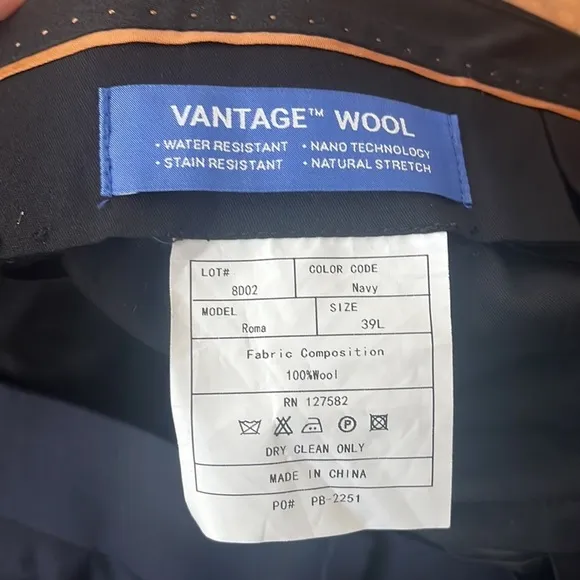 VANTAGE™ WOOL
• WATER RESISTANT • NANO TECHNOLOGY
• STAIN RESISTANT • NATURAL STRETCH
LOT# COLOR CODE
8D02 Navy
MODEL SIZE
Roma 39L
Fabric Composition
100%Wool
RN 127582
P
DRY CLEAN ONLY
MADE IN CHINA
PO# PB-2251